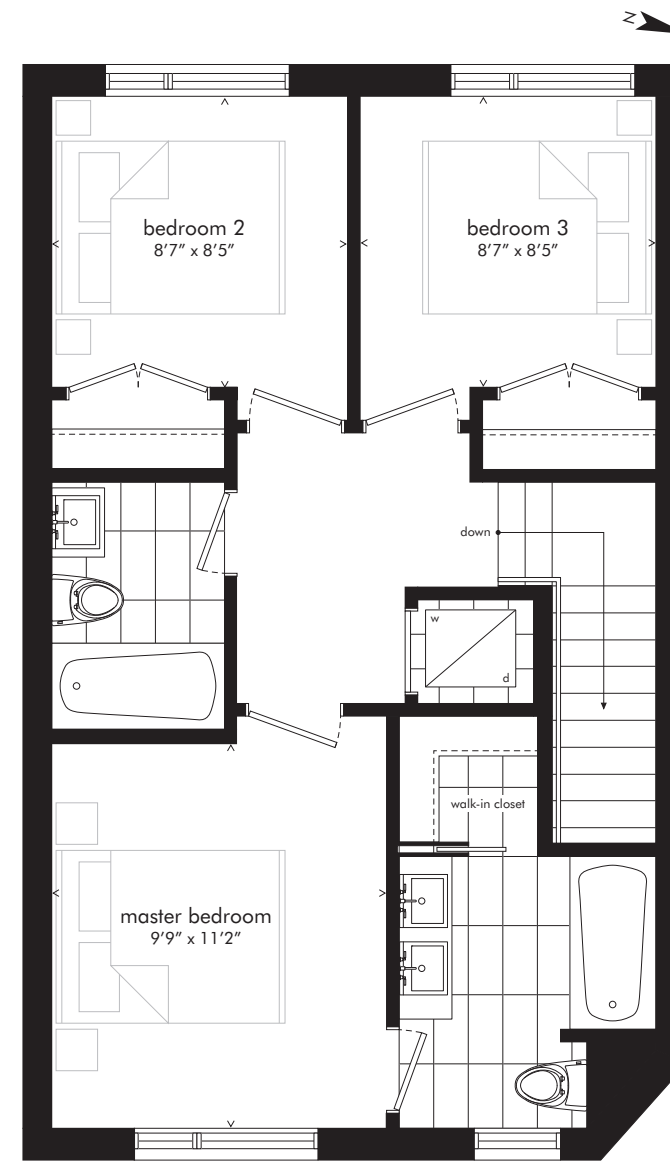 N
bedroom 2
8’7” x 8’5”
bedroom 3
8’7” x 8’5”
down
w
d
walk-in closet
master bedroom
9’9” x 11’2”